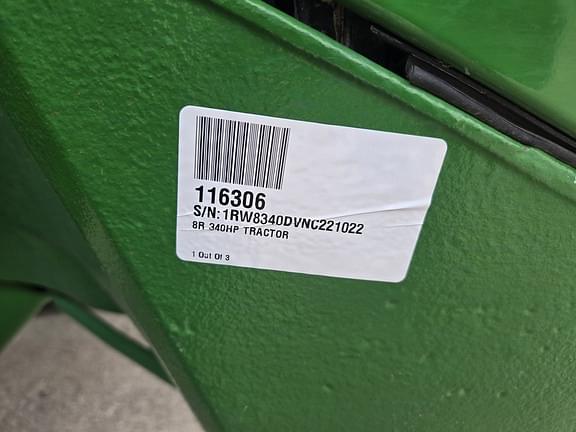 116306
S/N:1RW8340DVNC221022
8R 340HP TRACTOR
1 Out Of 3